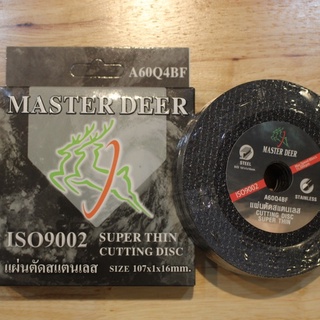 A60Q4BF
MASTER DEER
ISO9002
SUPER THIN
CUTTING DISC
แผ่นตัดสแตนเลส
SIZE 107x1x16mm.
MASTER DEER
STEEL
STAINLESS
ISO9002
A60Q4BF
แผ่นตัดสแตนเลส
CUTTING DISC
SUPER THIN